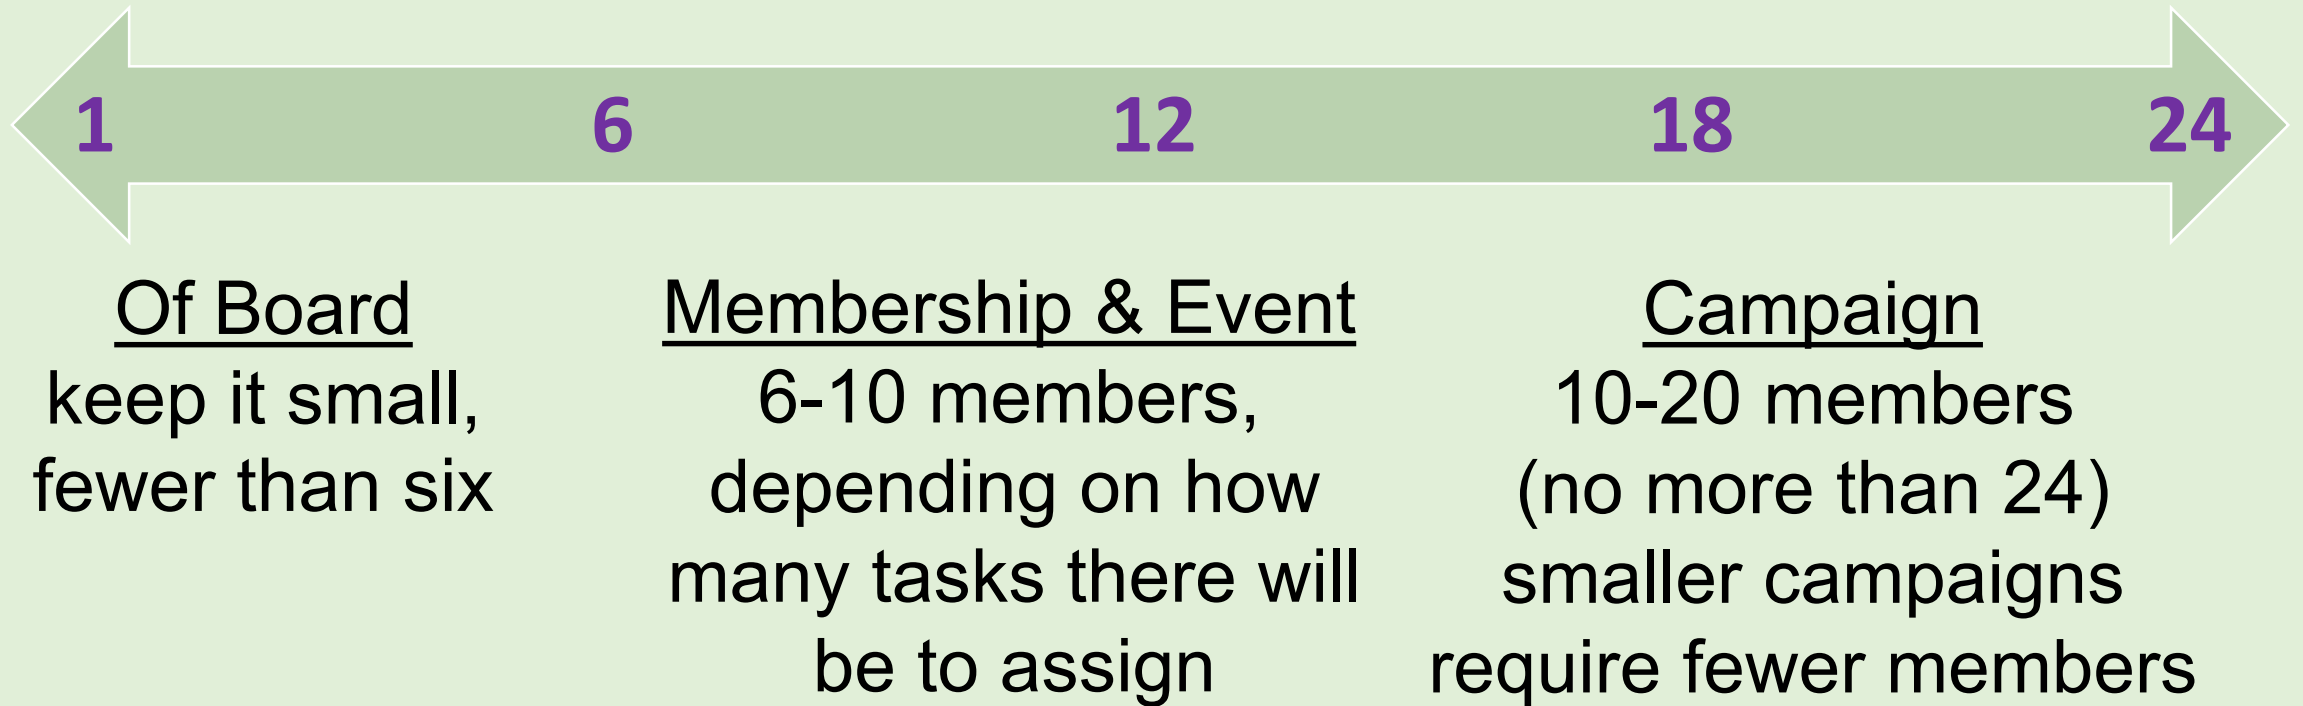 1 6 12 18 24
Of Board
keep it small,
fewer than six
Membership & Event
6-10 members,
depending on how
many tasks there will
be to assign
Campaign
10-20 members
(no more than 24)
smaller campaigns
require fewer members